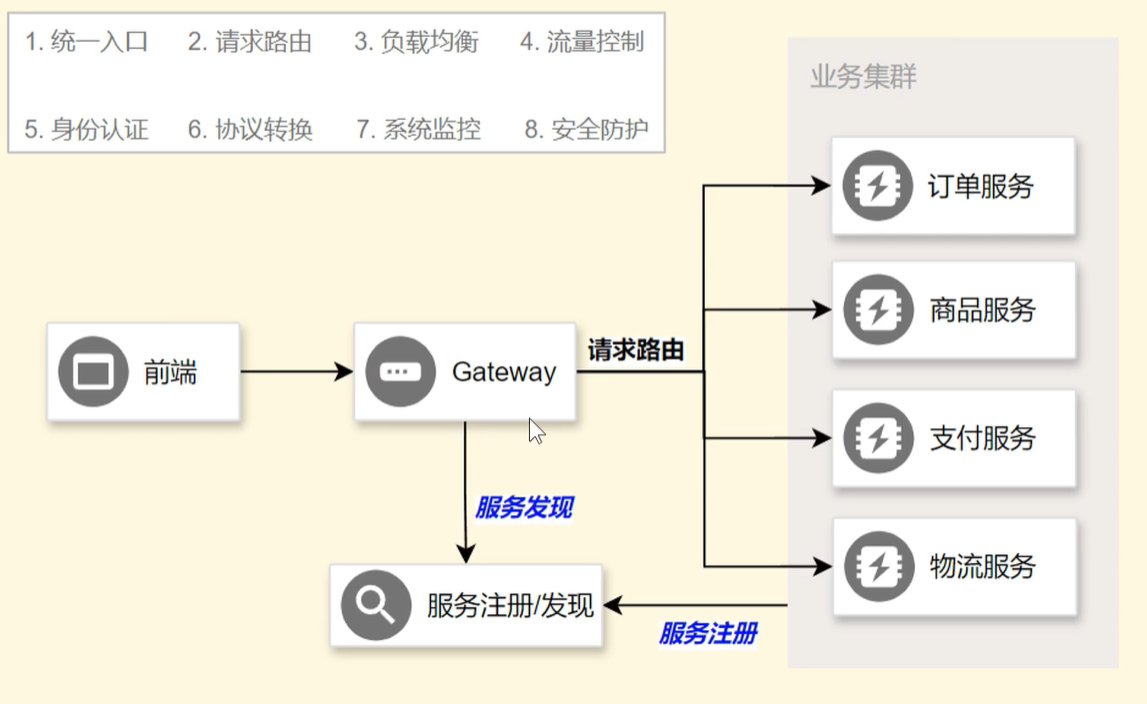 1. 统一入口 2. 请求路由 3. 负载均衡 4. 流量控制
5. 身份认证 6. 协议转换 7. 系统监控 8. 安全防护
业务集群
订单服务
商品服务
请求路由
前端
Gateway
支付服务
服务发现
物流服务
服务注册/发现
服务注册